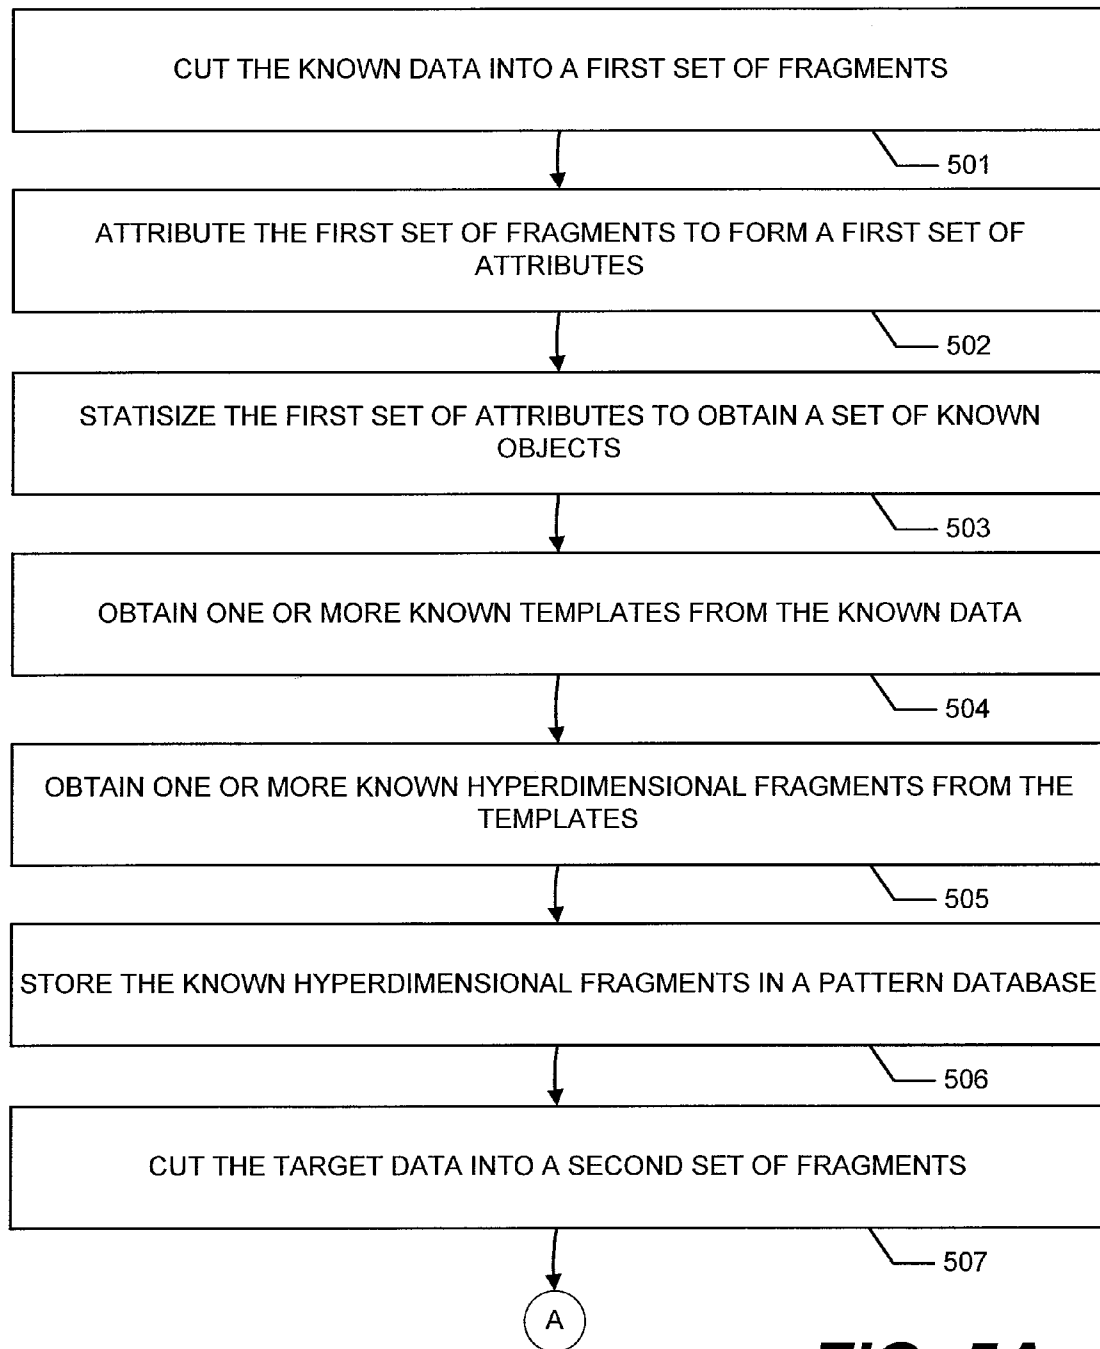 CUT THE KNOWN DATA INTO A FIRST SET OF FRAGMENTS
501
ATTRIBUTE THE FIRST SET OF FRAGMENTS TO FORM A FIRST SET OF
ATTRIBUTES
502
STATISIZE THE FIRST SET OF ATTRIBUTES TO OBTAIN A SET OF KNOWN
OBJECTS
503
OBTAIN ONE OR MORE KNOWN TEMPLATES FROM THE KNOWN DATA
504
OBTAIN ONE OR MORE KNOWN HYPERDIMENSIONAL FRAGMENTS FROM THE
TEMPLATES
505
STORE THE KNOWN HYPERDIMENSIONAL FRAGMENTS IN A PATTERN DATABASE
506
CUT THE TARGET DATA INTO A SECOND SET OF FRAGMENTS
507
A
FIG. 5A